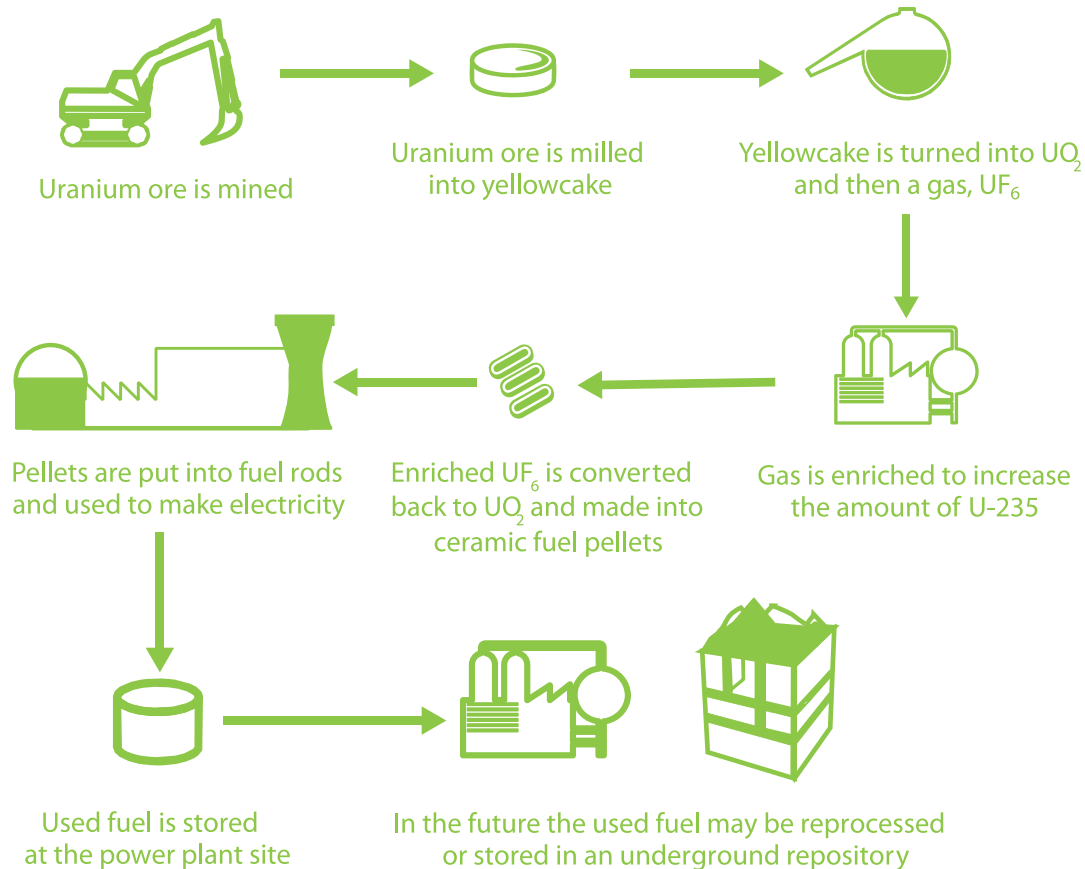 Uranium ore is mined
Uranium ore is milled
into yellowcake
Yellowcake is turned into UO₂
and then a gas, UF₆
Pellets are put into fuel rods
and used to make electricity
Enriched UF₆ is converted
back to UO₂ and made into
ceramic fuel pellets
Gas is enriched to increase
the amount of U-235
Used fuel is stored
at the power plant site
In the future the used fuel may be reprocessed
or stored in an underground repository